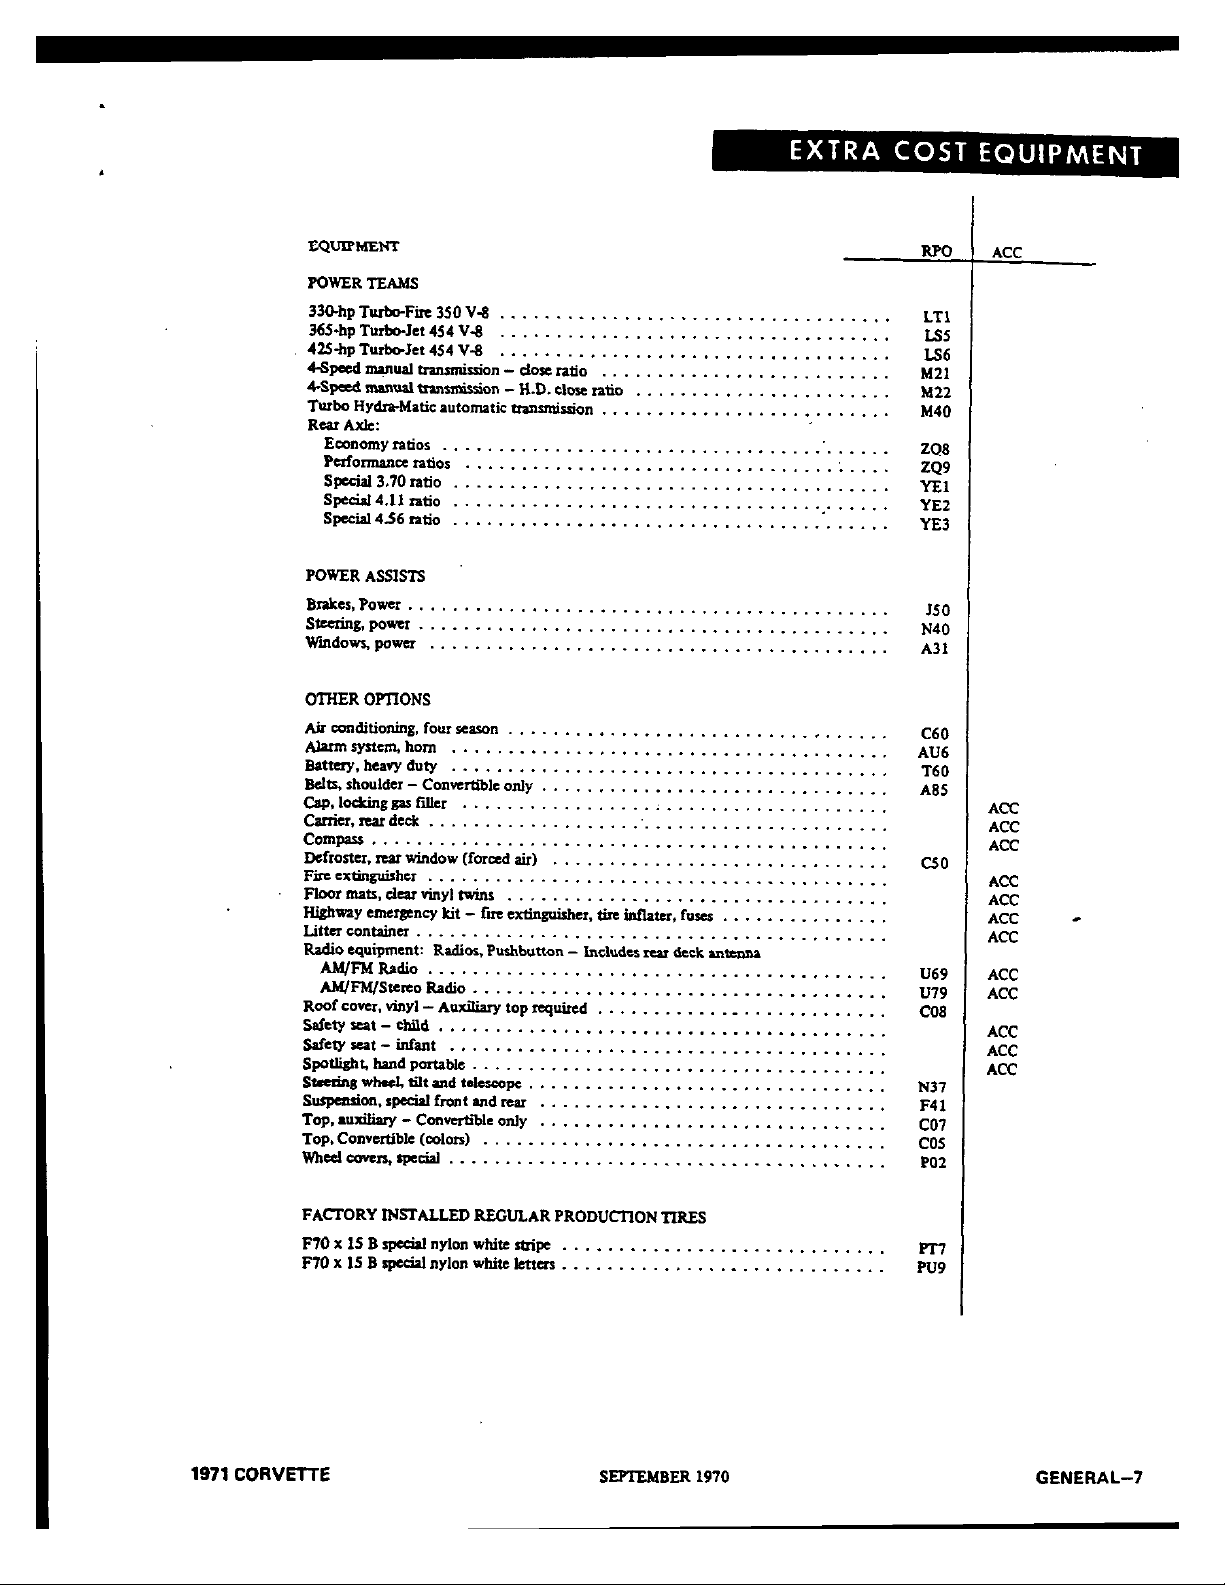 EXTRA COST EQUIPMENT
EQUIPMENT RPO ACC
POWER TEAMS
330-hp Turbo-Fire 350 V-8 . . . . . . . . . . LT1
365-hp Turbo-Jet 454 V-8 . . . . . . . . . . LS5
425-hp Turbo-Jet 454 V-8 . . . . . . . . . . LS6
4-Speed manual transmission – close ratio . . . . . . . . . . M21
4-Speed manual transmission – H.D. close ratio . . . . . . . . . . M22
Turbo Hydra-Matic automatic transmission . . . . . . . . . . M40
Rear Axle:
Economy ratios . . . . . . . . . . ZQ8
Performance ratios . . . . . . . . . . ZQ9
Special 3.70 ratio . . . . . . . . . . YE1
Special 4.11 ratio . . . . . . . . . . YE2
Special 4.56 ratio . . . . . . . . . . YE3
POWER ASSISTS
Brakes, Power . . . . . . . . . . J50
Steering, power . . . . . . . . . . N40
Windows, power . . . . . . . . . . A31
OTHER OPTIONS
Air conditioning, four season . . . . . . . . . . C60
Alarm system, horn . . . . . . . . . . AU6
Battery, heavy duty . . . . . . . . . . T60
Belts, shoulder – Convertible only . . . . . . . . . . A85
Cap, locking gas filler . . . . . . . . . . ACC
Carrier, rear deck . . . . . . . . . . ACC
Compass . . . . . . . . . . ACC
Defroster, rear window (forced air) . . . . . . . . . . C50
Fire extinguisher . . . . . . . . . . ACC
Floor mats, clear vinyl twins . . . . . . . . . . ACC
Highway emergency kit – fire extinguisher, tire inflater, fuses . . . . . . . . . . ACC
Litter container . . . . . . . . . . ACC
Radio equipment: Radios, Pushbutton – Includes rear deck antenna
AM/FM Radio . . . . . . . . . . U69 ACC
AM/FM/Stereo Radio . . . . . . . . . . U79 ACC
Roof cover, vinyl – Auxiliary top required . . . . . . . . . . C08
Safety seat – child . . . . . . . . . . ACC
Safety seat – infant . . . . . . . . . . ACC
Spotlight, hand portable . . . . . . . . . . ACC
Steering wheel, tilt and telescope . . . . . . . . . . N37
Suspension, special front and rear . . . . . . . . . . F41
Top, auxiliary – Convertible only . . . . . . . . . . C07
Top, Convertible (colors) . . . . . . . . . . C05
Wheel covers, special . . . . . . . . . . P02
FACTORY INSTALLED REGULAR PRODUCTION TIRES
F70 x 15 B special nylon white stripe . . . . . . . . . . PT7
F70 x 15 B special nylon white letters . . . . . . . . . . PU9
1971 CORVETTE SEPTEMBER 1970 GENERAL–7